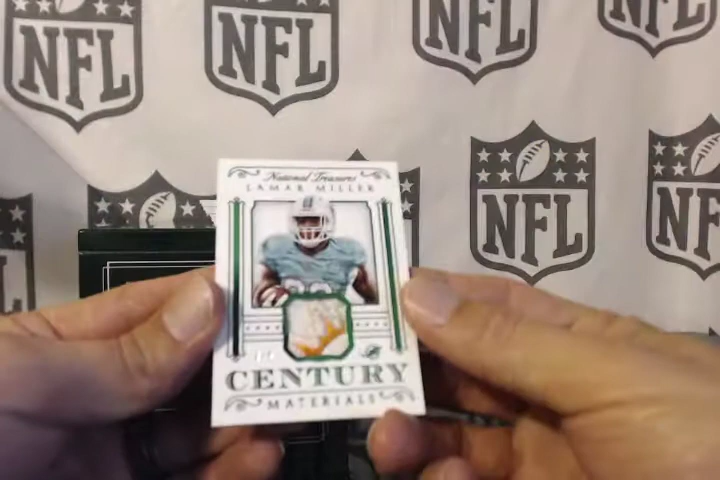 NFL
NFL
NFL
NFL
NFL
NFL
National Treasures
LAMAR MILLER
CENTURY
MATERIALS